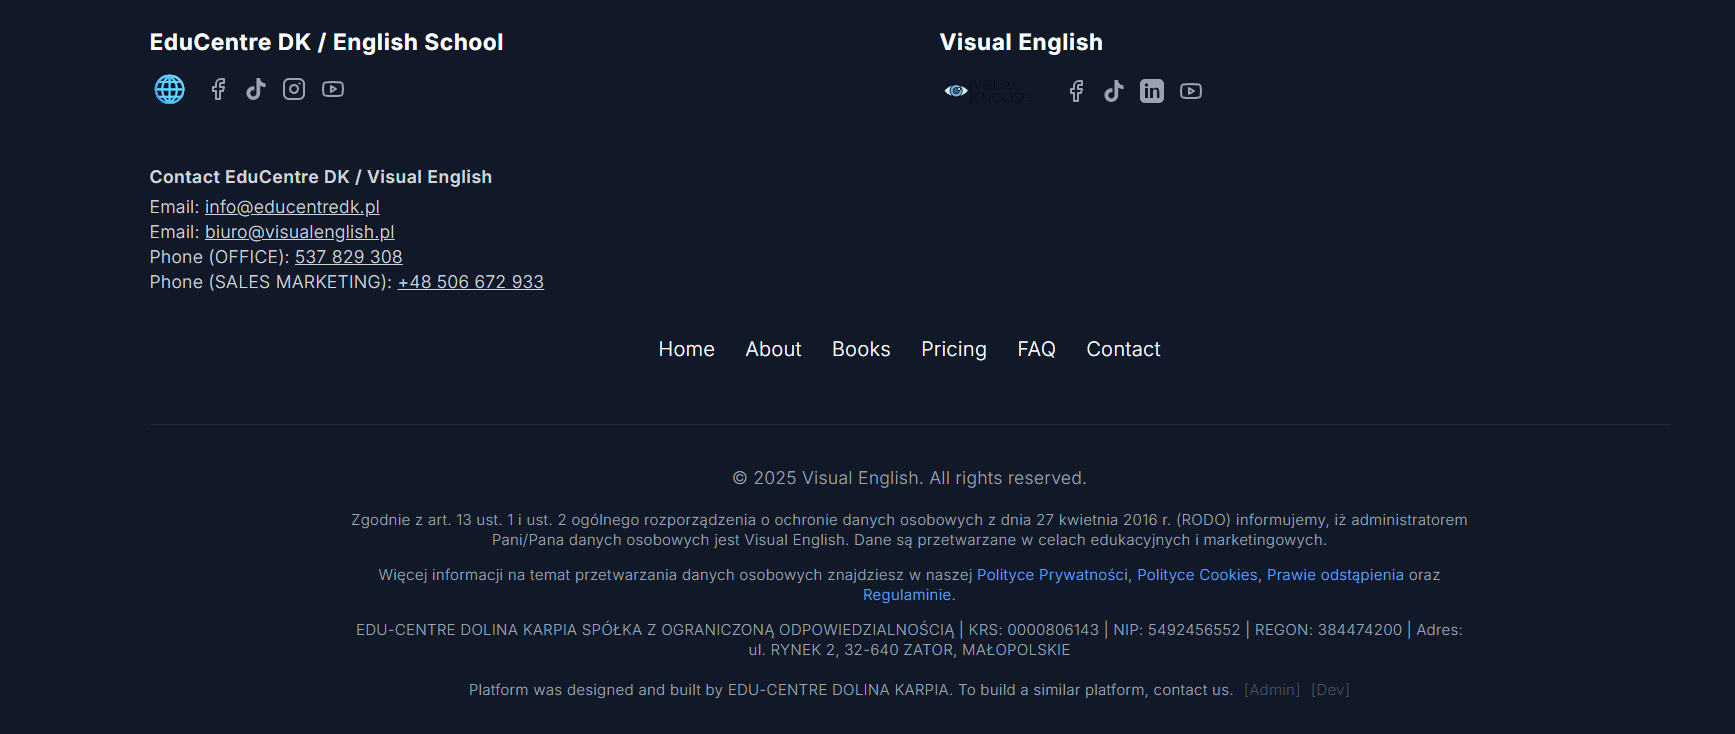 EduCentre DK / English School
Visual English
VISUAL
ENGLISH
Contact EduCentre DK / Visual English
Email: info@educentredk.pl
Email: biuro@visualenglish.pl
Phone (OFFICE): 537 829 308
Phone (SALES MARKETING): +48 506 672 933
Home About Books Pricing FAQ Contact
© 2025 Visual English. All rights reserved.
Zgodnie z art. 13 ust. 1 i ust. 2 ogólnego rozporządzenia o ochronie danych osobowych z dnia 27 kwietnia 2016 r. (RODO) informujemy, iż administratorem
Pani/Pana danych osobowych jest Visual English. Dane są przetwarzane w celach edukacyjnych i marketingowych.
Więcej informacji na temat przetwarzania danych osobowych znajdziesz w naszej Polityce Prywatności, Polityce Cookies, Prawie odstąpienia oraz
Regulaminie.
EDU-CENTRE DOLINA KARPIA SPÓŁKA Z OGRANICZONĄ ODPOWIEDZIALNOŚCIĄ | KRS: 0000806143 | NIP: 5492456552 | REGON: 384474200 | Adres:
ul. RYNEK 2, 32-640 ZATOR, MAŁOPOLSKIE
Platform was designed and built by EDU-CENTRE DOLINA KARPIA. To build a similar platform, contact us. [Admin] [Dev]